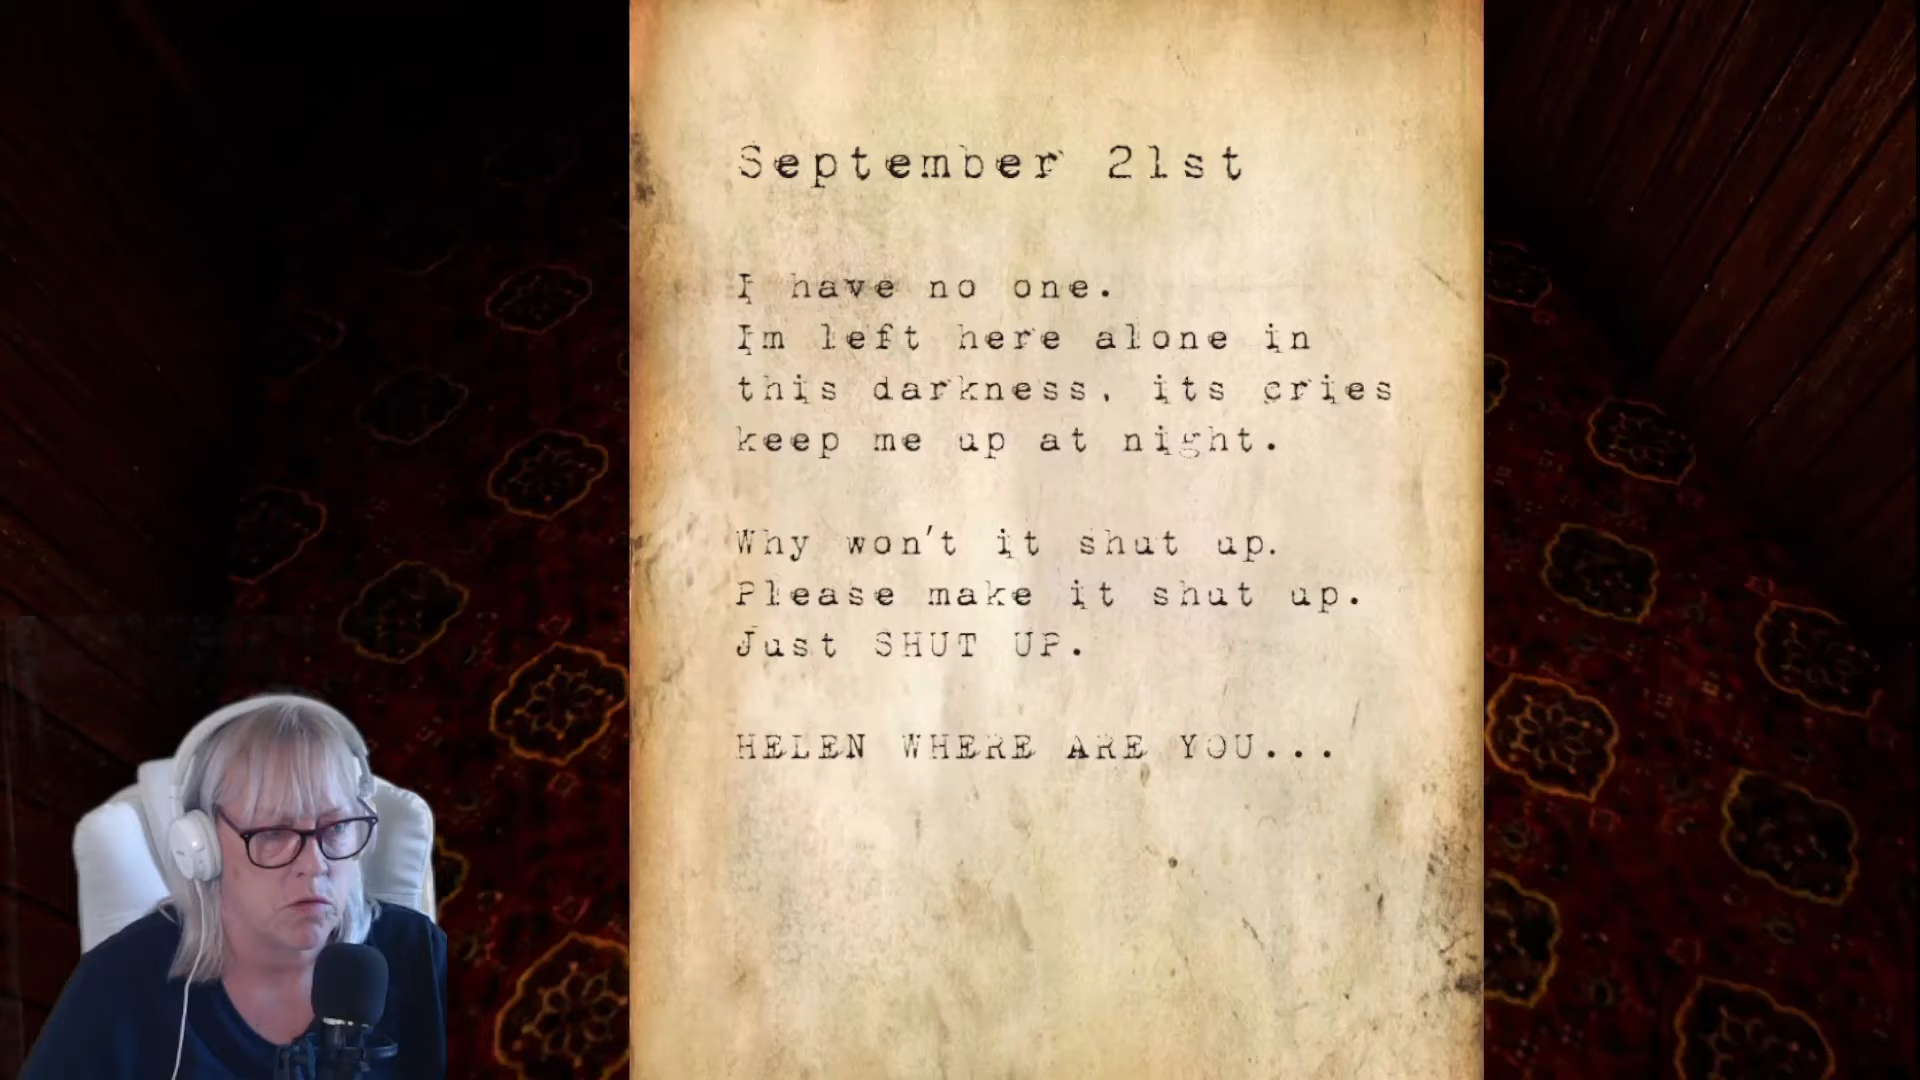 September 21st
I have no one.
Im left here alone in
this darkness, its cries
keep me up at night.
Why won't it shut up.
Please make it shut up.
Just SHUT UP.
HELEN WHERE ARE YOU...